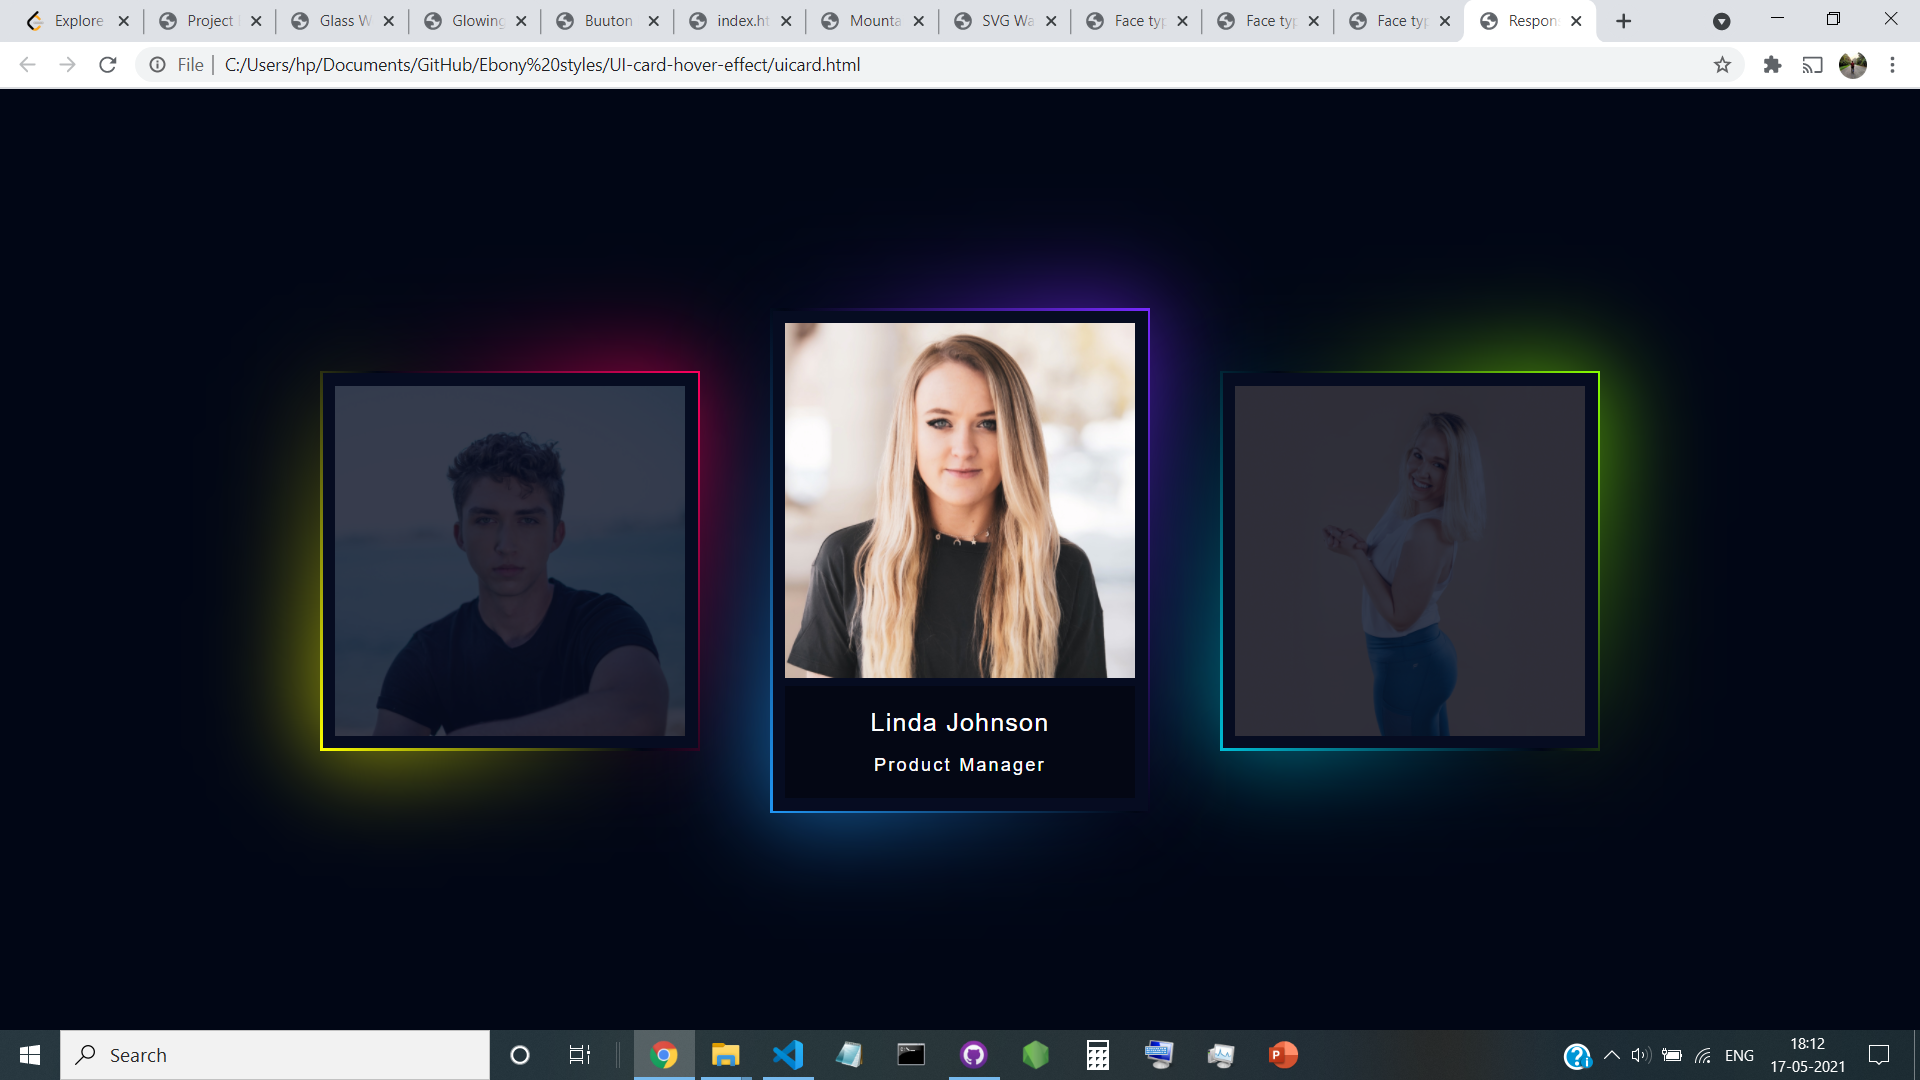 Explore
Project
Glass W
Glowing
Buuton
index.ht
Mounta
SVG Wa
Face typ
Face typ
Face typ
Respon
File
C:/Users/hp/Documents/GitHub/Ebony%20styles/UI-card-hover-effect/uicard.html
Linda Johnson
Product Manager
Search
ENG
18:12
17-05-2021